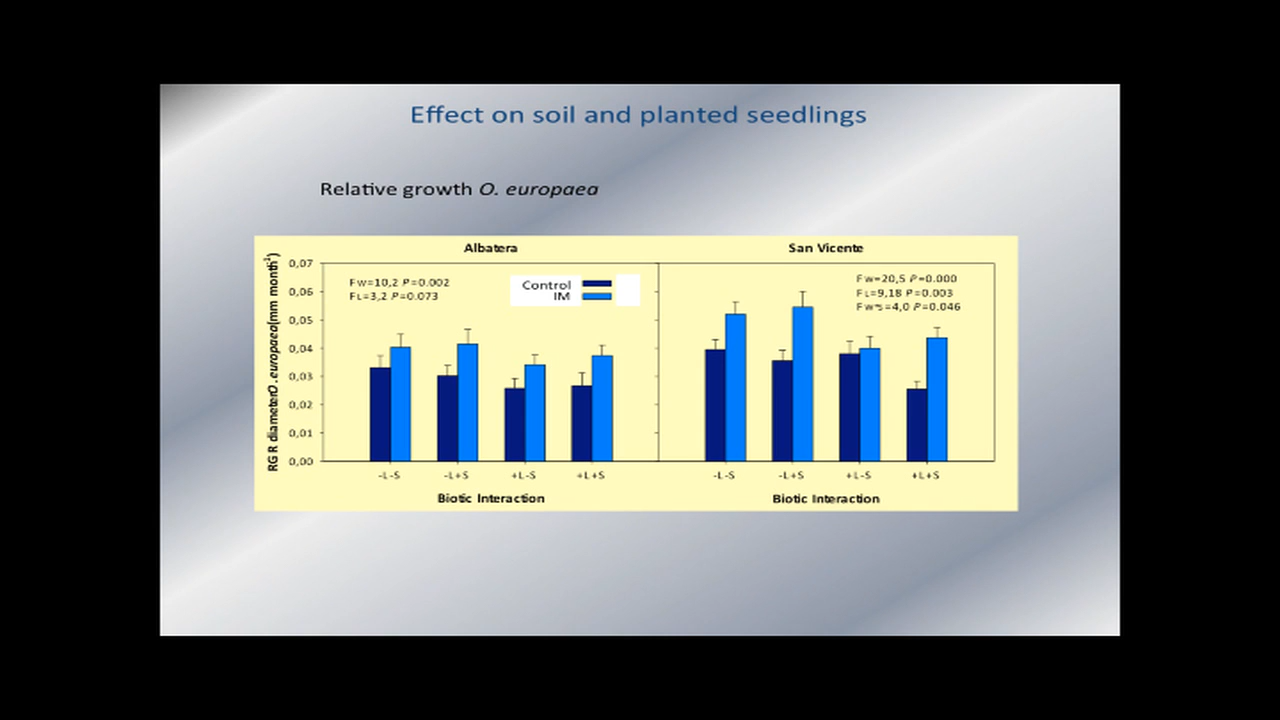 Effect on soil and planted seedlings
Relative growth O. europaea
Albatera
San Vicente
RGR diameterO.europaea(mm month-1)
0,07
0,06
0,05
0,04
0,03
0,02
0,01
0,00
Fw=10,2 P=0.002
FL=3,2 P=0.073
Control
IM
Fw=20,5 P=0.000
FL=9,18 P=0.003
Fw*s=4,0 P=0.046
-L-S
-L+S
+L-S
+L+S
-L-S
-L+S
+L-S
+L+S
Biotic Interaction
Biotic Interaction